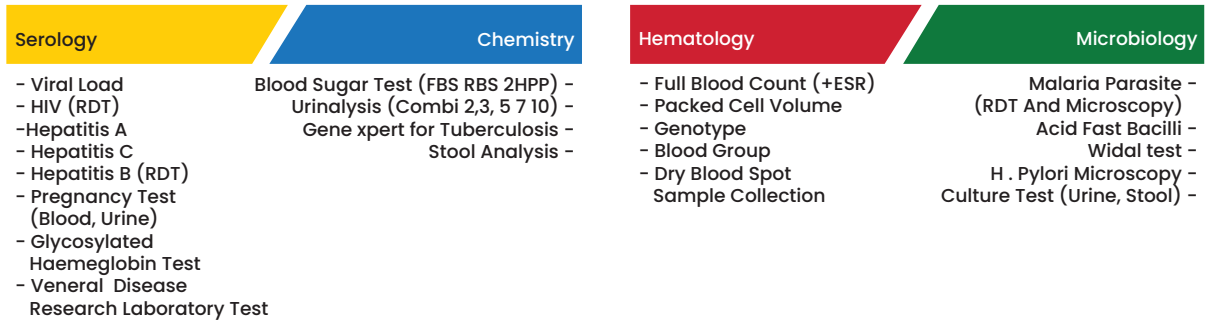 Serology
- Viral Load
- HIV (RDT)
-Hepatitis A
- Hepatitis C
- Hepatitis B (RDT)
- Pregnancy Test
(Blood, Urine)
- Glycosylated
Haemeglobin Test
- Veneral Disease
Research Laboratory Test
Chemistry
Blood Sugar Test (FBS RBS 2HPP) -
Urinalysis (Combi 2,3, 5 7 10) -
Gene xpert for Tuberculosis -
Stool Analysis -
Hematology
- Full Blood Count (+ESR)
- Packed Cell Volume
- Genotype
- Blood Group
- Dry Blood Spot
Sample Collection
Microbiology
Malaria Parasite -
(RDT And Microscopy)
Acid Fast Bacilli -
Widal test -
H . Pylori Microscopy -
Culture Test (Urine, Stool) -